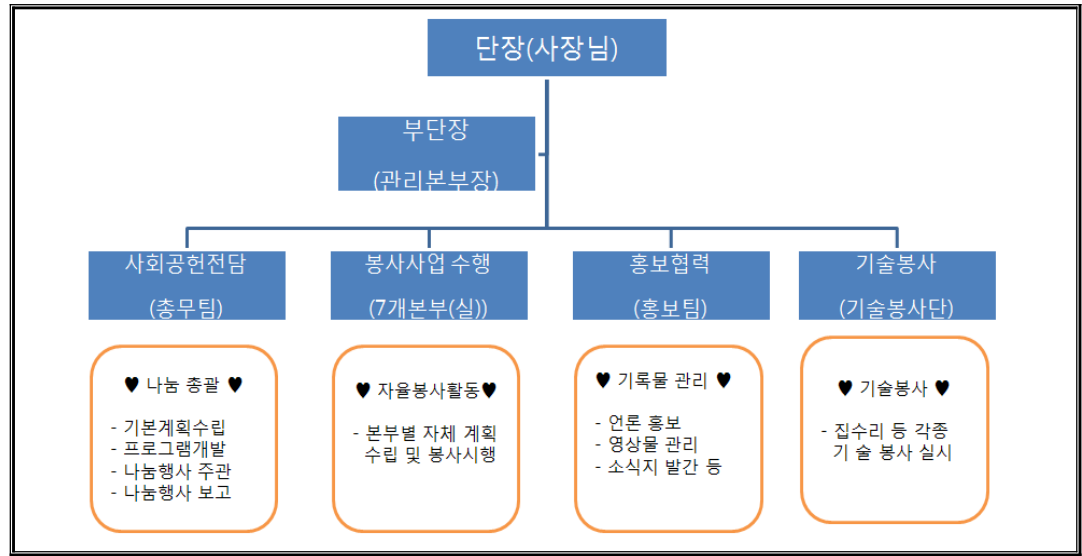 단장(사장님)
부단장
(관리본부장)
사회공헌전담
(총무팀)
봉사사업 수행
(7개본부(실))
홍보협력
(홍보팀)
기술봉사
(기술봉사단)
♥ 나눔 총괄 ♥
- 기본계획수립
- 프로그램개발
- 나눔행사 주관
- 나눔행사 보고
♥ 자율봉사활동♥
- 본부별 자체 계획
수립 및 봉사시행
♥ 기록물 관리 ♥
- 언론 홍보
- 영상물 관리
- 소식지 발간 등
♥ 기술봉사 ♥
- 집수리 등 각종
기 술 봉사 실시